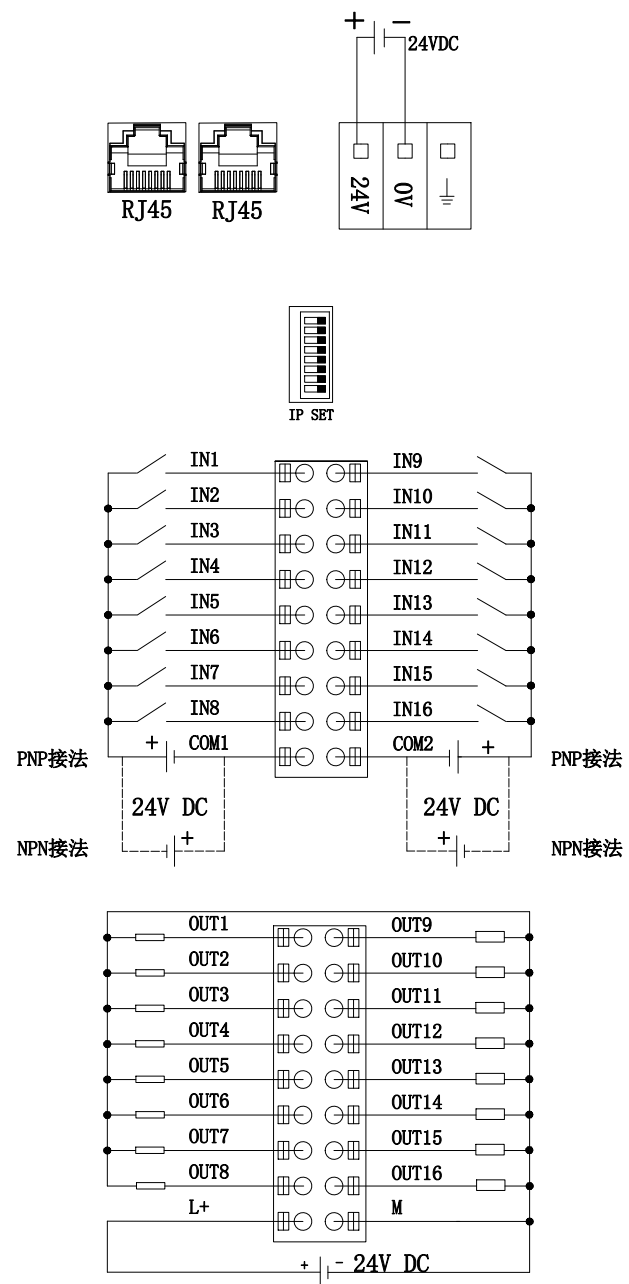 + −
24VDC
RJ45 RJ45
24V 0V
IP SET
IN1 IN9
IN2 IN10
IN3 IN11
IN4 IN12
IN5 IN13
IN6 IN14
IN7 IN15
IN8 IN16
PNP接法 + COM1 COM2 + PNP接法
24V DC 24V DC
NPN接法 + + NPN接法
OUT1 OUT9
OUT2 OUT10
OUT3 OUT11
OUT4 OUT12
OUT5 OUT13
OUT6 OUT14
OUT7 OUT15
OUT8 OUT16
L+ M
+ - 24V DC